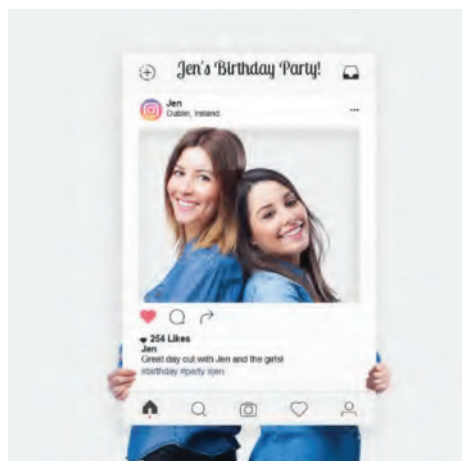 Jen's Birthday Party!
Jen
Dublin, Ireland
254 Likes
Jen
Great day out with Jen and the girls!
#birthday #party #jen